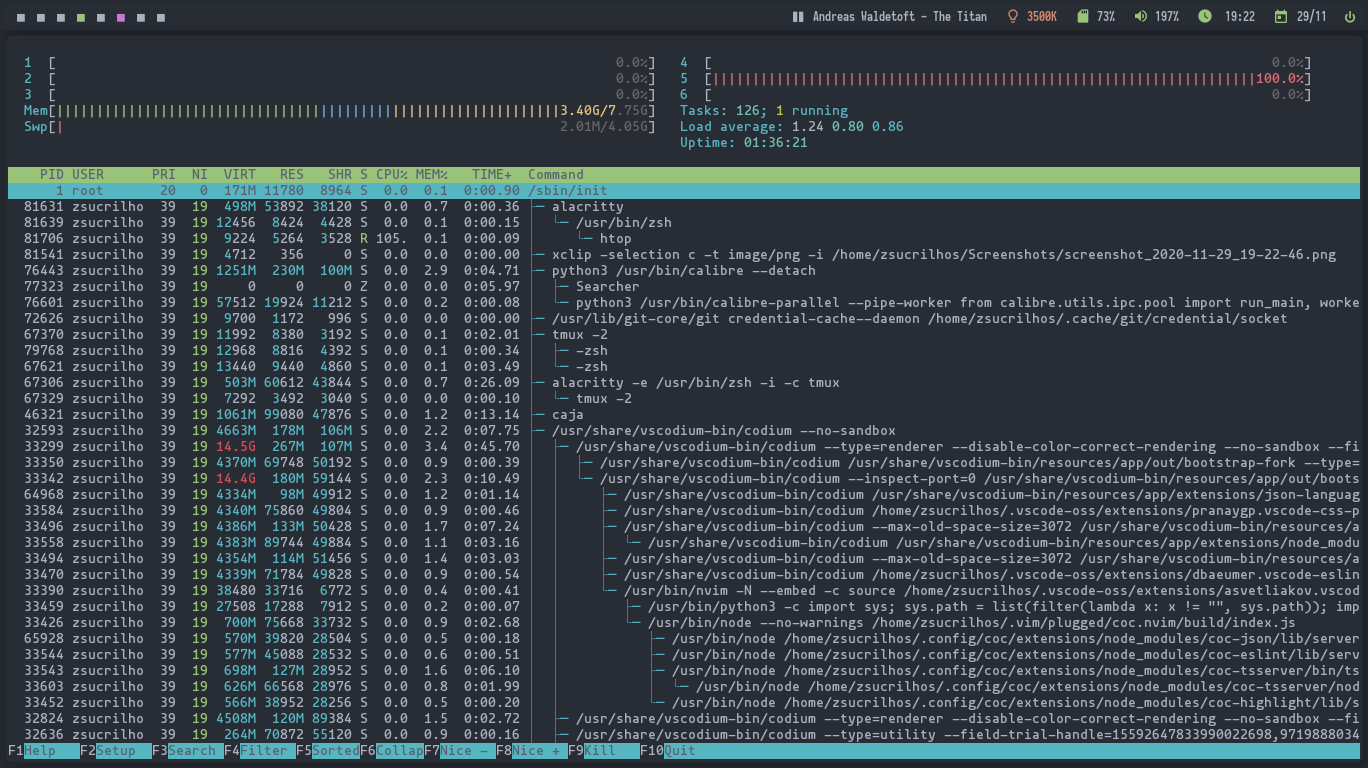 Andreas Waldetoft - The Titan 3500K 73% 197% 19:22 29/11
1 [ 0.0%] 4 [ 0.0%]
2 [ 0.0%] 5 [||||||||||||||||||||||||||||||||||||||||||||||||||||||||||||||||||||100.0%]
3 [ 0.0%] 6 [ 0.0%]
Mem[|||||||||||||||||||||||||||||||||||||||||||||||||||||||||||||||3.40G/7.75G] Tasks: 126; 1 running
Swp[| 2.01M/4.05G] Load average: 1.24 0.80 0.86
Uptime: 01:36:21
PID USER PRI NI VIRT RES SHR S CPU% MEM% TIME+ Command
1 root 20 0 171M 11780 8964 S 0.0 0.1 0:00.90 /sbin/init
81631 zsucrilho 39 19 498M 53892 38120 S 0.0 0.7 0:00.36 ├─ alacritty
81639 zsucrilho 39 19 12456 8424 4428 S 0.0 0.1 0:00.15 │ └─ /usr/bin/zsh
81706 zsucrilho 39 19 9224 5264 3528 R 105. 0.1 0:00.09 │ └─ htop
81541 zsucrilho 39 19 4712 356 0 S 0.0 0.0 0:00.00 ├─ xclip -selection c -t image/png -i /home/zsucrilhos/Screenshots/screenshot_2020-11-29_19-22-46.png
76443 zsucrilho 39 19 1251M 230M 100M S 0.0 2.9 0:04.71 ├─ python3 /usr/bin/calibre --detach
77323 zsucrilho 39 19 0 0 0 Z 0.0 0.0 0:05.97 │ ├─ Searcher
76601 zsucrilho 39 19 57512 19924 11212 S 0.0 0.2 0:00.08 │ └─ python3 /usr/bin/calibre-parallel --pipe-worker from calibre.utils.ipc.pool import run_main, worke
72626 zsucrilho 39 19 9700 1172 996 S 0.0 0.0 0:00.00 ├─ /usr/lib/git-core/git credential-cache--daemon /home/zsucrilhos/.cache/git/credential/socket
67370 zsucrilho 39 19 11992 8380 3192 S 0.0 0.1 0:02.01 ├─ tmux -2
79768 zsucrilho 39 19 12968 8816 4392 S 0.0 0.1 0:00.34 │ ├─ -zsh
67621 zsucrilho 39 19 13440 9440 4860 S 0.0 0.1 0:03.49 │ └─ -zsh
67306 zsucrilho 39 19 503M 60612 43844 S 0.0 0.7 0:26.09 ├─ alacritty -e /usr/bin/zsh -i -c tmux
67329 zsucrilho 39 19 7292 3492 3040 S 0.0 0.0 0:00.10 │ └─ tmux -2
46321 zsucrilho 39 19 1061M 99080 47876 S 0.0 1.2 0:13.14 ├─ caja
32593 zsucrilho 39 19 4663M 178M 106M S 0.0 2.2 0:07.75 ├─ /usr/share/vscodium-bin/codium --no-sandbox
33299 zsucrilho 39 19 14.5G 267M 107M S 0.0 3.4 0:45.70 │ ├─ /usr/share/vscodium-bin/codium --type=renderer --disable-color-correct-rendering --no-sandbox --fi
33350 zsucrilho 39 19 4370M 69748 50192 S 0.0 0.9 0:00.39 │ │ ├─ /usr/share/vscodium-bin/codium /usr/share/vscodium-bin/resources/app/out/bootstrap-fork --type=
33342 zsucrilho 39 19 14.4G 180M 59144 S 0.0 2.3 0:10.49 │ │ └─ /usr/share/vscodium-bin/codium --inspect-port=0 /usr/share/vscodium-bin/resources/app/out/boots
64968 zsucrilho 39 19 4334M 98M 49912 S 0.0 1.2 0:01.14 │ │ ├─ /usr/share/vscodium-bin/codium /usr/share/vscodium-bin/resources/app/extensions/json-languag
33584 zsucrilho 39 19 4340M 75860 49804 S 0.0 0.9 0:00.46 │ │ ├─ /usr/share/vscodium-bin/codium /home/zsucrilhos/.vscode-oss/extensions/pranaygp.vscode-css-p
33496 zsucrilho 39 19 4386M 133M 50428 S 0.0 1.7 0:07.24 │ │ ├─ /usr/share/vscodium-bin/codium --max-old-space-size=3072 /usr/share/vscodium-bin/resources/a
33558 zsucrilho 39 19 4383M 89744 49884 S 0.0 1.1 0:03.16 │ │ │ └─ /usr/share/vscodium-bin/codium /usr/share/vscodium-bin/resources/app/extensions/node_modu
33494 zsucrilho 39 19 4354M 114M 51456 S 0.0 1.4 0:03.03 │ │ ├─ /usr/share/vscodium-bin/codium --max-old-space-size=3072 /usr/share/vscodium-bin/resources/a
33470 zsucrilho 39 19 4339M 71784 49828 S 0.0 0.9 0:00.54 │ │ ├─ /usr/share/vscodium-bin/codium /home/zsucrilhos/.vscode-oss/extensions/dbaeumer.vscode-eslin
33390 zsucrilho 39 19 38480 33716 6772 S 0.0 0.4 0:00.41 │ │ └─ /usr/bin/nvim -N --embed -c source /home/zsucrilhos/.vscode-oss/extensions/asvetliakov.vscod
33459 zsucrilho 39 19 27508 17288 7912 S 0.0 0.2 0:00.07 │ │ ├─ /usr/bin/python3 -c import sys; sys.path = list(filter(lambda x: x != "", sys.path)); imp
33426 zsucrilho 39 19 700M 75668 33732 S 0.0 0.9 0:02.68 │ │ └─ /usr/bin/node --no-warnings /home/zsucrilhos/.vim/plugged/coc.nvim/build/index.js
65928 zsucrilho 39 19 570M 39820 28504 S 0.0 0.5 0:00.18 │ │ ├─ /usr/bin/node /home/zsucrilhos/.config/coc/extensions/node_modules/coc-json/lib/server
33544 zsucrilho 39 19 577M 45088 28532 S 0.0 0.6 0:00.51 │ │ ├─ /usr/bin/node /home/zsucrilhos/.config/coc/extensions/node_modules/coc-eslint/lib/serv
33543 zsucrilho 39 19 698M 127M 28952 S 0.0 1.6 0:06.10 │ │ ├─ /usr/bin/node /home/zsucrilhos/.config/coc/extensions/node_modules/coc-tsserver/bin/ts
33603 zsucrilho 39 19 626M 66568 28976 S 0.0 0.8 0:01.99 │ │ │ └─ /usr/bin/node /home/zsucrilhos/.config/coc/extensions/node_modules/coc-tsserver/nod
33452 zsucrilho 39 19 566M 38952 28256 S 0.0 0.5 0:00.20 │ │ └─ /usr/bin/node /home/zsucrilhos/.config/coc/extensions/node_modules/coc-highlight/lib/s
32824 zsucrilho 39 19 4508M 120M 89384 S 0.0 1.5 0:02.72 │ ├─ /usr/share/vscodium-bin/codium --type=renderer --disable-color-correct-rendering --no-sandbox --fi
32636 zsucrilho 39 19 264M 70872 55120 S 0.0 0.9 0:00.16 │ ├─ /usr/share/vscodium-bin/codium --type=utility --field-trial-handle=15592647833990022698,9719888034
F1Help F2Setup F3Search F4Filter F5Sorted F6Collap F7Nice - F8Nice + F9Kill F10Quit